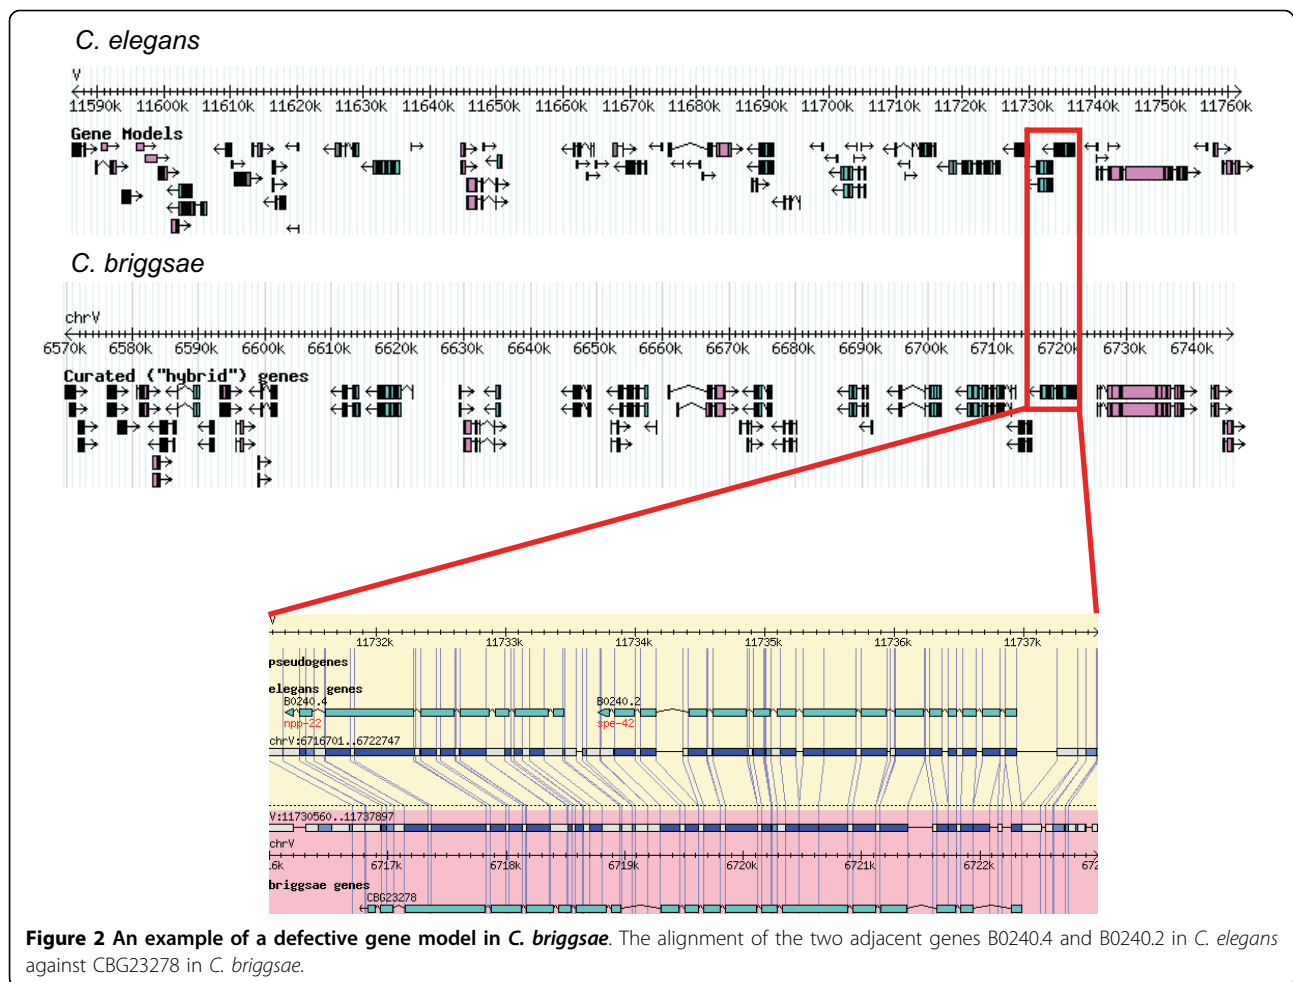 C. elegans
V
11590k 11600k 11610k 11620k 11630k 11640k 11650k 11660k 11670k 11680k 11690k 11700k 11710k 11720k 11730k 11740k 11750k 11760k
Gene Models
C. briggsae
chrV
6570k 6580k 6590k 6600k 6610k 6620k 6630k 6640k 6650k 6660k 6670k 6680k 6690k 6700k 6710k 6720k 6730k 6740k
Curated ("hybrid") genes
V
11732k 11733k 11734k 11735k 11736k 11737k
pseudogenes
elegans genes
B0240.4 B0240.2
npp-22 spe-42
chrV:6716701..6722747
V:11730560..11737897
chrV
6717k 6718k 6719k 6720k 6721k 6722k
briggsae genes
CBG23278
Figure 2 An example of a defective gene model in C. briggsae. The alignment of the two adjacent genes B0240.4 and B0240.2 in C. elegans
against CBG23278 in C. briggsae.